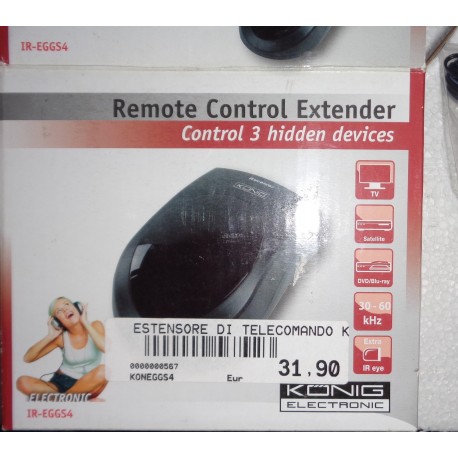 IR-EGGS4
Remote Control Extender
Control 3 hidden devices
KÖNIG
TV
Satellite
DVD/Blu-ray
30 - 60
kHz
Extra
IR eye
ESTENSORE DI TELECOMANDO K
0000000567
KONEGGS4
Eur
31,90
KÖNIG
ELECTRONIC
ELECTRONIC
IR-EGGS4